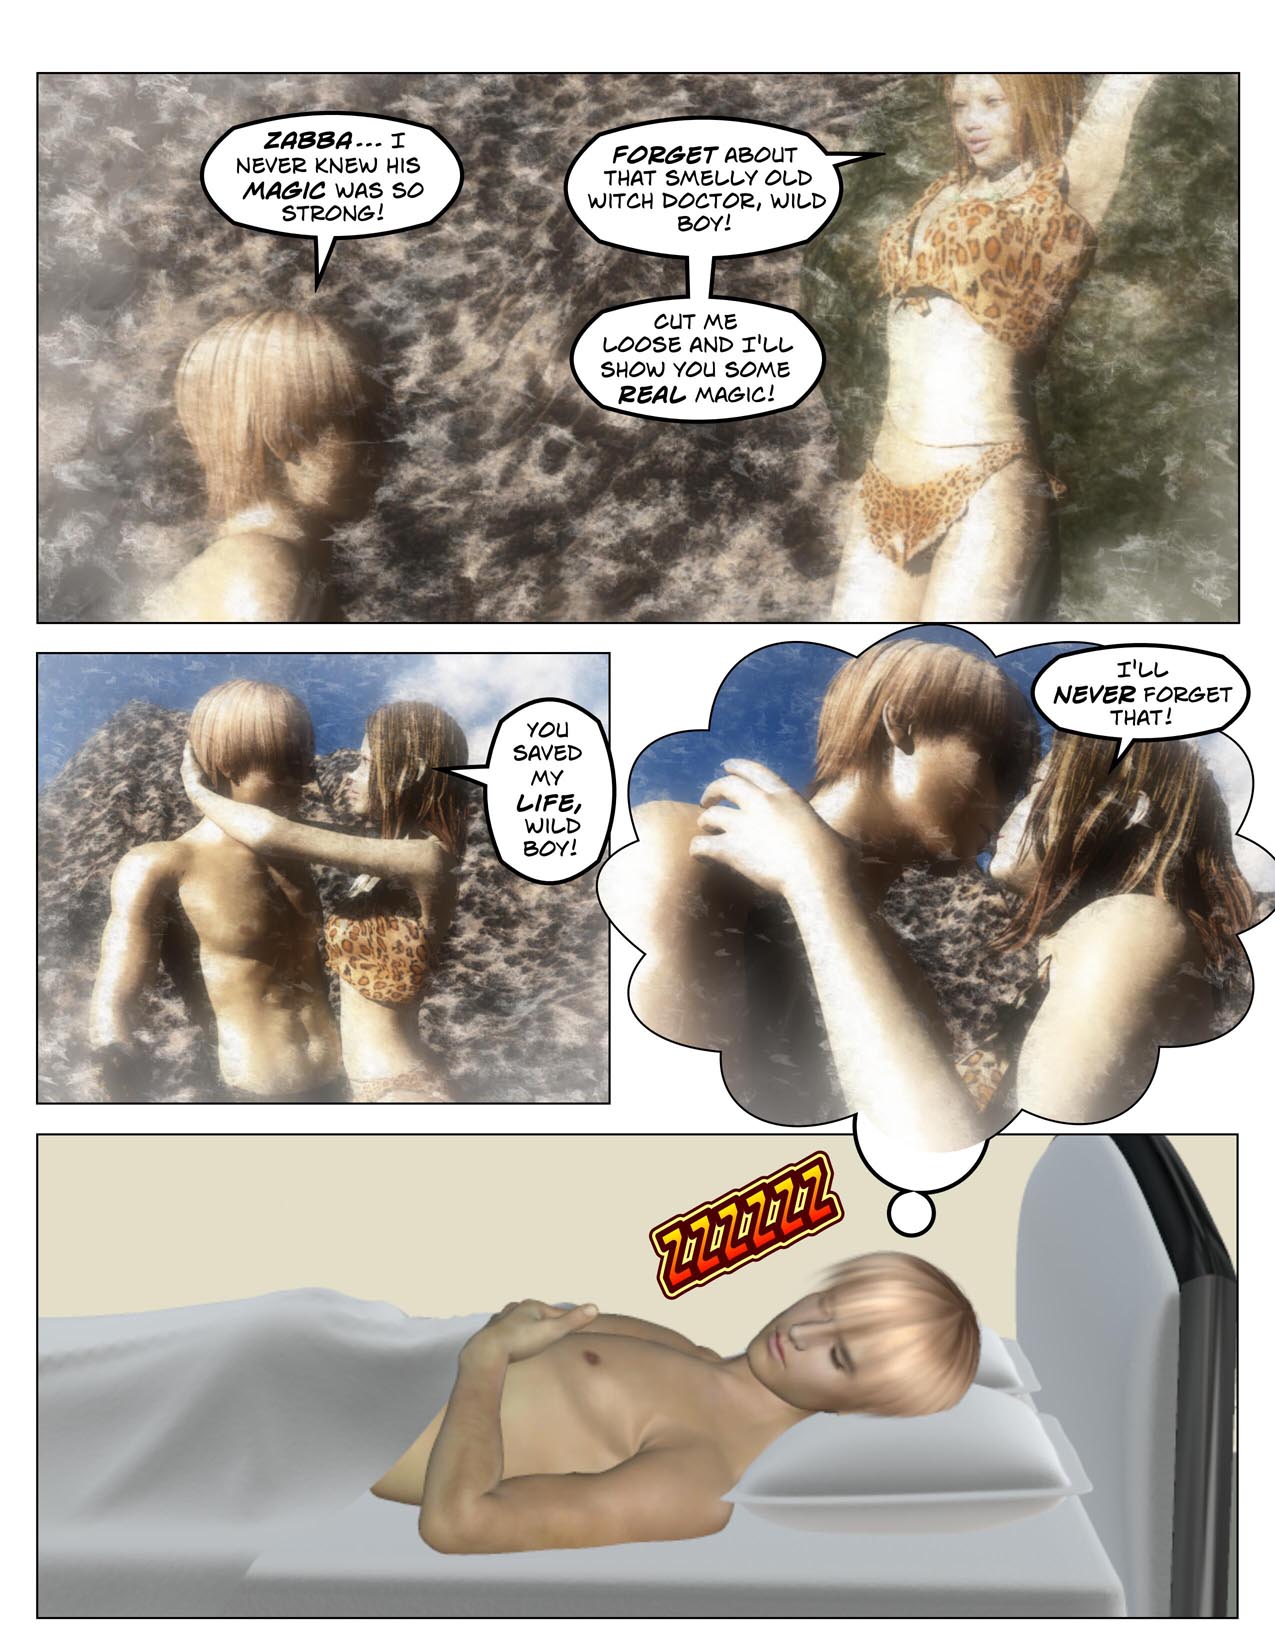 ZABBA... I
NEVER KNEW HIS
MAGIC WAS SO
STRONG!
FORGET ABOUT
THAT SMELLY OLD
WITCH DOCTOR, WILD
BOY!
CUT ME
LOOSE AND I'LL
SHOW YOU SOME
REAL MAGIC!
YOU
SAVED
MY
LIFE,
WILD
BOY!
I'LL
NEVER FORGET
THAT!
ZZZZZZ